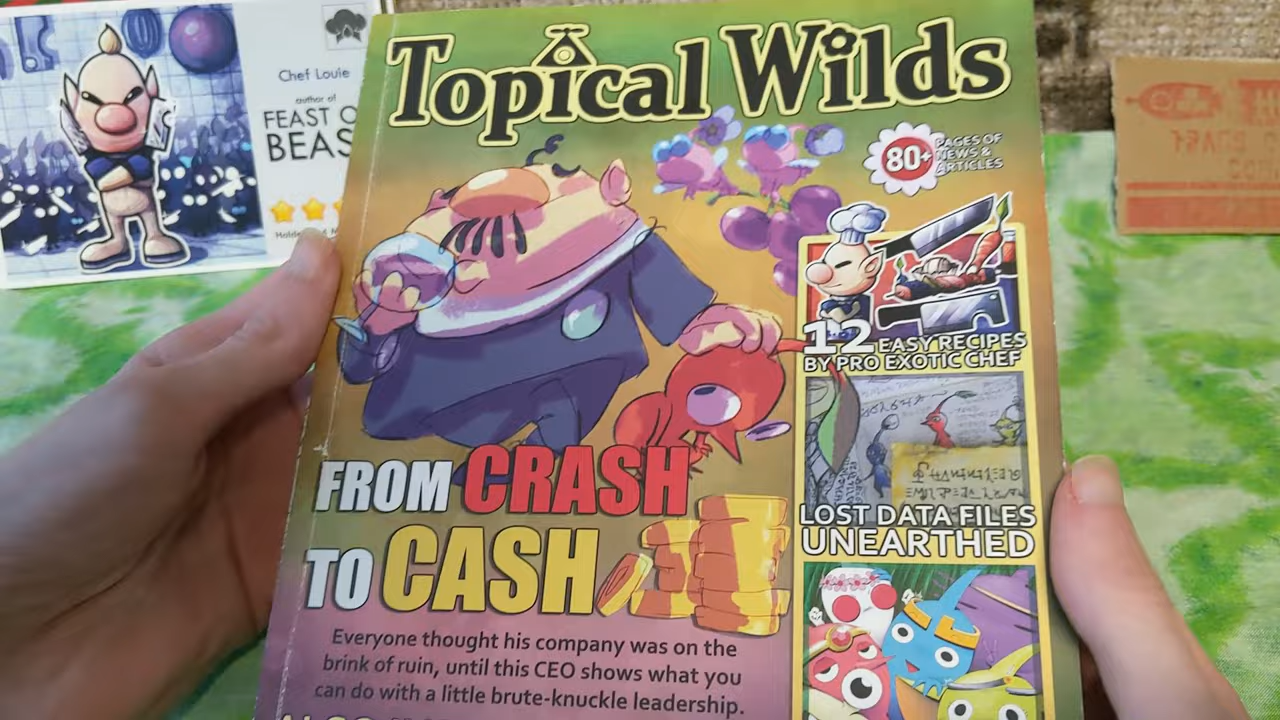 Chef Louie
author of
FEAST O
BEAS
Topical Wilds
80+
PAGES OF
NEWS &
ARTICLES
12 EASY RECIPES
BY PRO EXOTIC CHEF
LOST DATA FILES
UNEARTHED
FROM CRASH
TO CASH
Everyone thought his company was on the
brink of ruin, until this CEO shows what you
can do with a little brute-knuckle leadership.